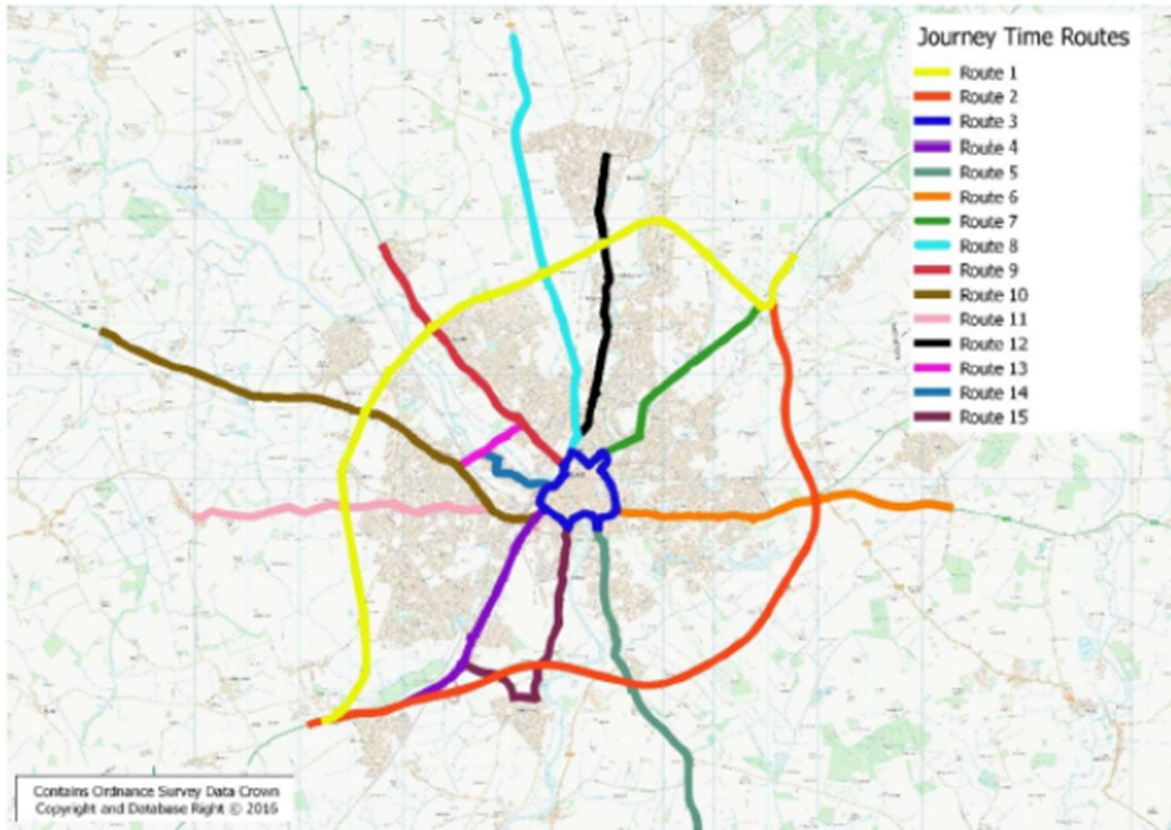 Journey Time Routes
Route 1
Route 2
Route 3
Route 4
Route 5
Route 6
Route 7
Route 8
Route 9
Route 10
Route 11
Route 12
Route 13
Route 14
Route 15
Contains Ordnance Survey Data Crown
Copyright and Database Right © 2016